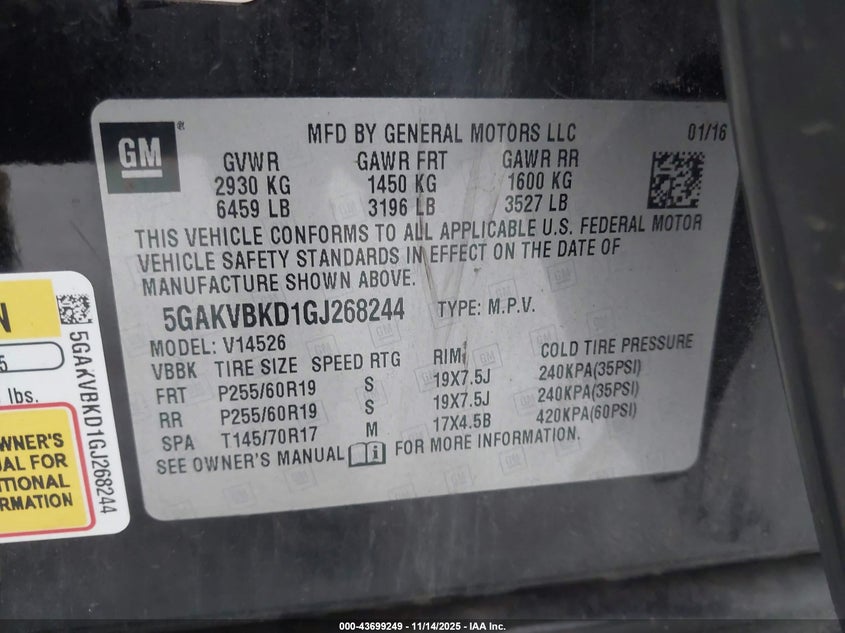 GM
MFD BY GENERAL MOTORS LLC 01/16
GVWR GAWR FRT GAWR RR
2930 KG 1450 KG 1600 KG
6459 LB 3196 LB 3527 LB
THIS VEHICLE CONFORMS TO ALL APPLICABLE U.S. FEDERAL MOTOR
VEHICLE SAFETY STANDARDS IN EFFECT ON THE DATE OF
MANUFACTURE SHOWN ABOVE.
5GAKVBKD1GJ268244 TYPE: M.P.V.
MODEL: V14526
VBBK TIRE SIZE SPEED RTG RIM COLD TIRE PRESSURE
FRT P255/60R19 S 19X7.5J 240KPA(35PSI)
RR P255/60R19 S 19X7.5J 240KPA(35PSI)
SPA T145/70R17 M 17X4.5B 420KPA(60PSI)
SEE OWNER'S MANUAL FOR MORE INFORMATION.
N
5
lbs.
WNER'S
UAL FOR
ITIONAL
RMATION
5GAKVBKD1GJ268244
000-43699249 - 11/14/2025 - IAA Inc.